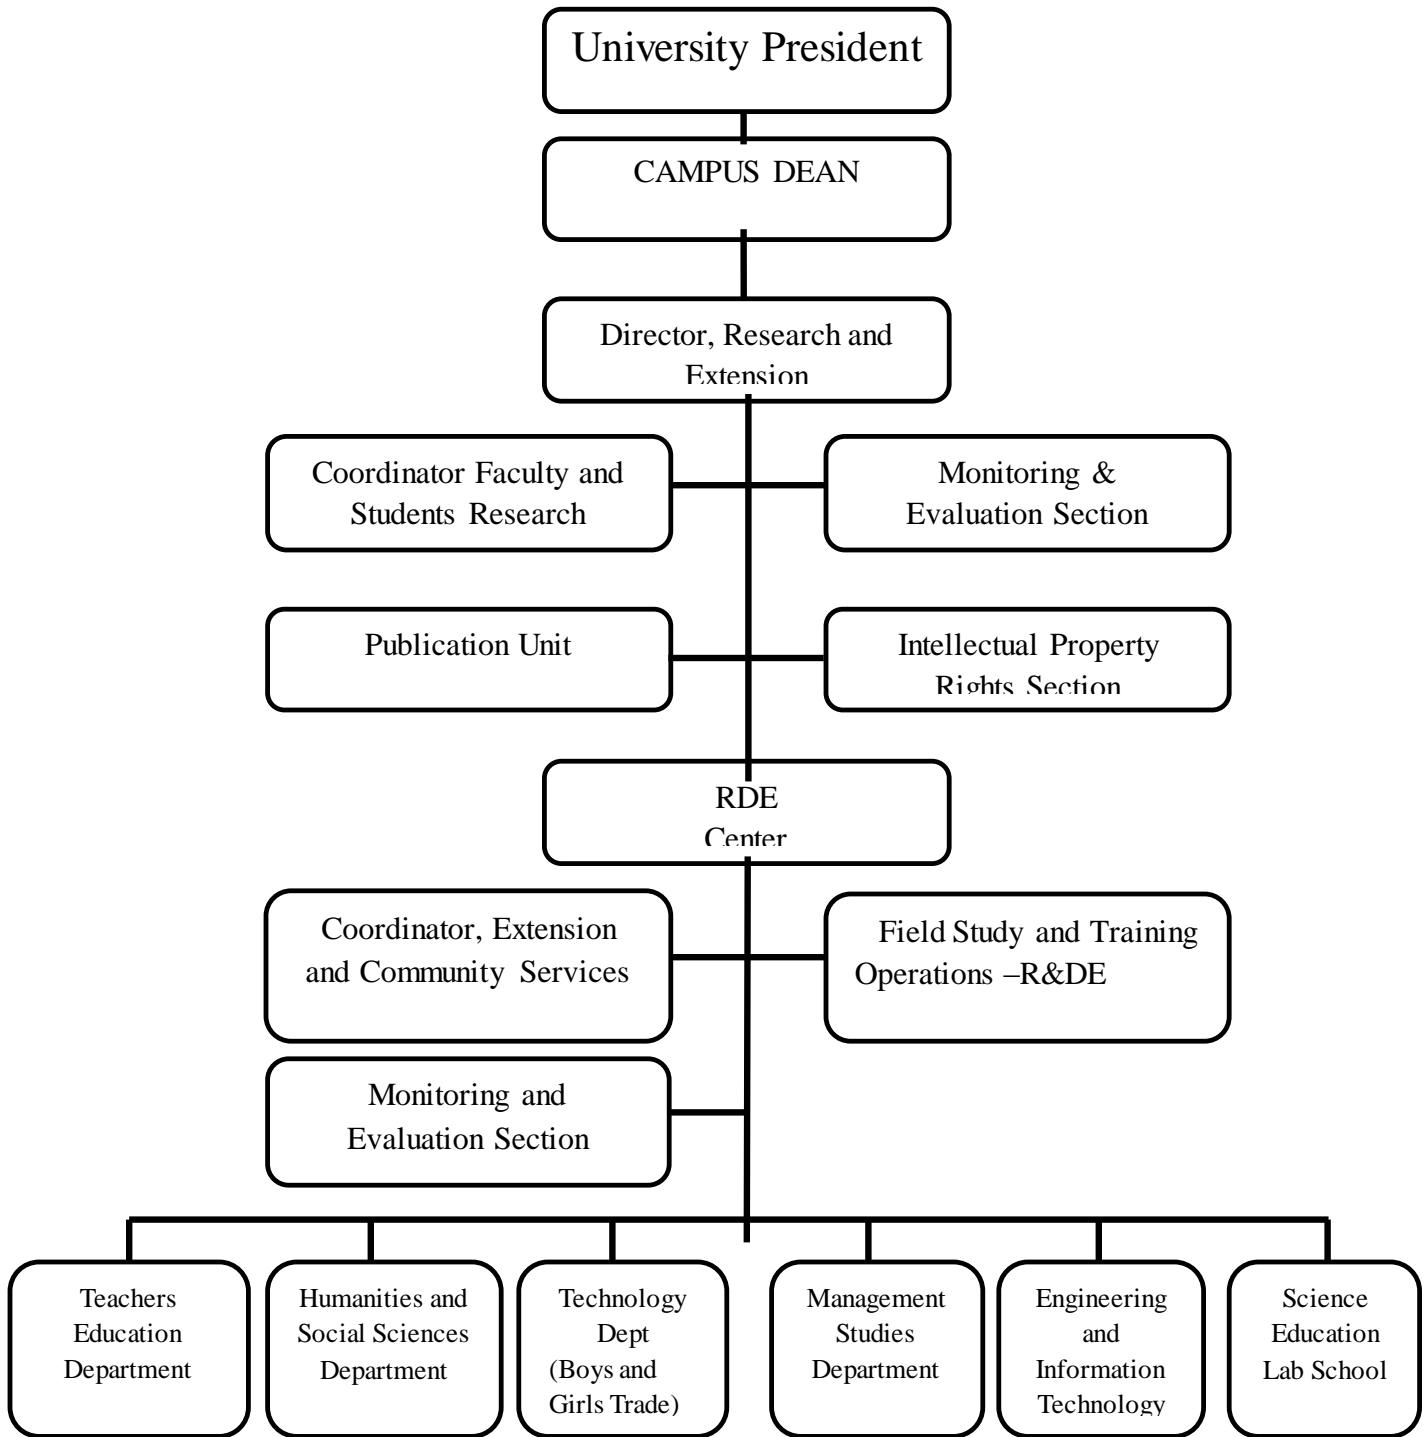 University President
CAMPUS DEAN
Director, Research and
Extension
Coordinator Faculty and
Students Research
Monitoring &
Evaluation Section
Publication Unit
Intellectual Property
Rights Section
RDE
Center
Coordinator, Extension
and Community Services
Field Study and Training
Operations –R&DE
Monitoring and
Evaluation Section
Teachers
Education
Department
Humanities and
Social Sciences
Department
Technology
Dept
(Boys and
Girls Trade)
Management
Studies
Department
Engineering
and
Information
Technology
Science
Education
Lab School